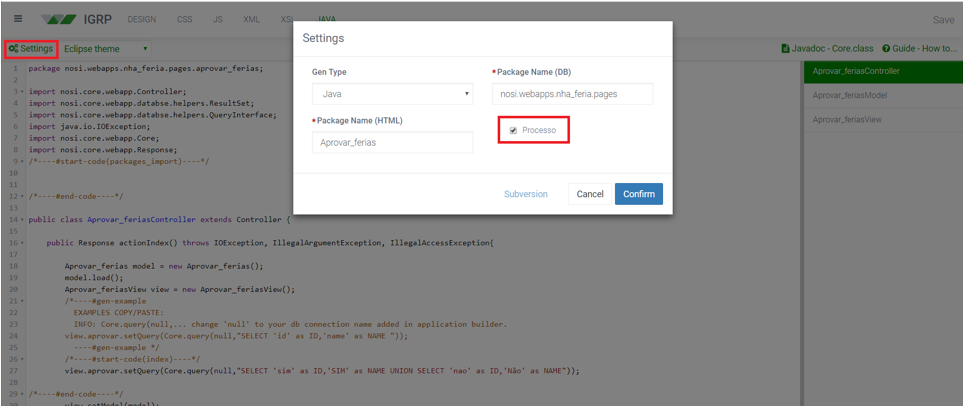 IGRP DESIGN CSS JS XML XSL JAVA Save
Settings Eclipse theme Javadoc - Core.class Guide - How to...
Settings
Gen Type
Java
*Package Name (DB)
nosi.webapps.nha_feria.pages
*Package Name (HTML)
Aprovar_ferias
Processo
Subversion Cancel Confirm
1 package nosi.webapps.nha_feria.pages.aprovar_ferias;
2
3 import nosi.core.webapp.Controller;
4 import nosi.core.webapp.databse.helpers.ResultSet;
5 import nosi.core.webapp.databse.helpers.QueryInterface;
6 import java.io.IOException;
7 import nosi.core.webapp.Core;
8 import nosi.core.webapp.Response;
9 /*----#start-code(packages_import)----*/
10
11
12 /*----#end-code----*/
13
14 public class Aprovar_feriasController extends Controller {
15
16 public Response actionIndex() throws IOException, IllegalArgumentException, IllegalAccessException{
17
18 Aprovar_ferias model = new Aprovar_ferias();
19 model.load();
20 Aprovar_feriasView view = new Aprovar_feriasView();
21 /*----#gen-example
22 EXAMPLES COPY/PASTE:
23 INFO: Core.query(null,... change 'null' to your db connection name added in application builder.
24 view.aprovar.setQuery(Core.query(null,"SELECT 'id' as ID,'name' as NAME "));
25 ----#gen-example */
26 /*----#start-code(index)----*/
27 view.aprovar.setQuery(Core.query(null,"SELECT 'sim' as ID,'SIM' as NAME UNION SELECT 'nao' as ID,'Não' as NAME"));
28
29 /*----#end-code----*/
view.setModel(model);
Aprovar_feriasController
Aprovar_feriasModel
Aprovar_feriasView